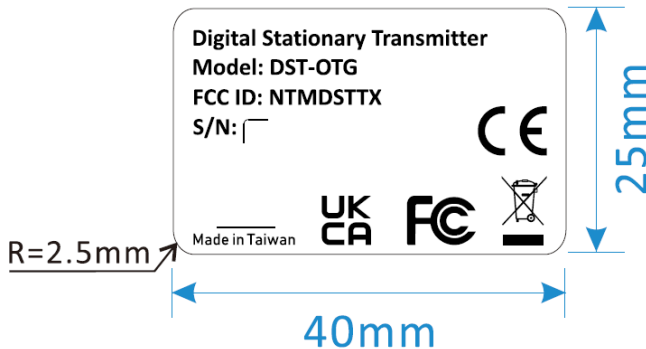 Digital Stationary Transmitter
Model: DST-OTG
FCC ID: NTMDSTTX
S/N:
CE
25mm
UK
CA
FC
Made in Taiwan
R=2.5mm
40mm